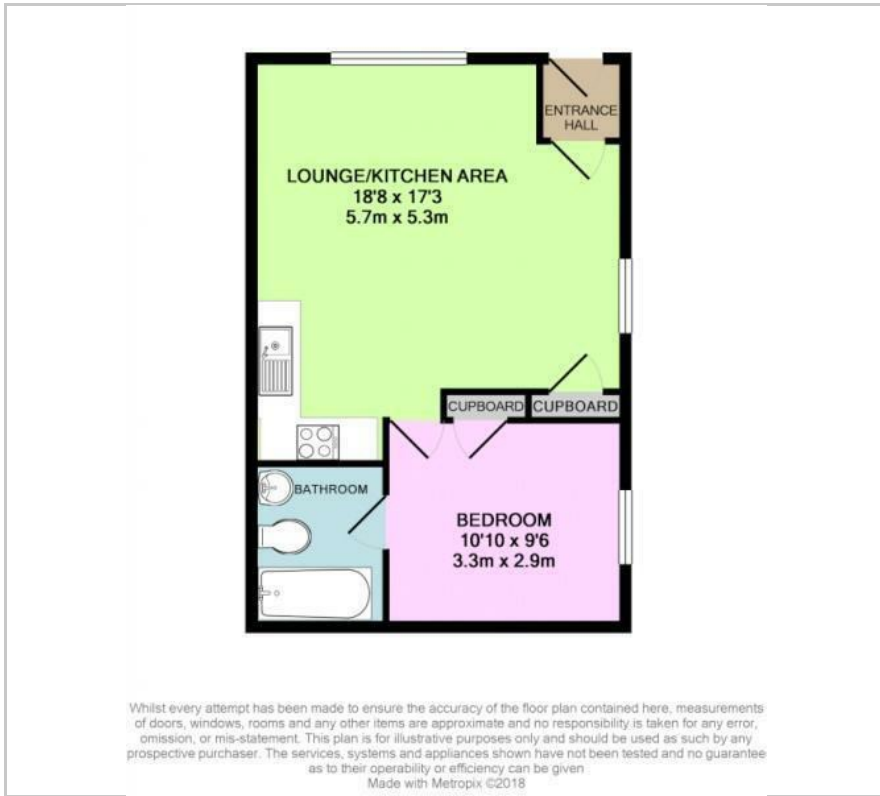 ENTRANCE
HALL
LOUNGE/KITCHEN AREA
18'8 x 17'3
5.7m x 5.3m
CUPBOARD
CUPBOARD
BATHROOM
BEDROOM
10'10 x 9'6
3.3m x 2.9m
Whilst every attempt has been made to ensure the accuracy of the floor plan contained here, measurements
of doors, windows, rooms and any other items are approximate and no responsibility is taken for any error,
omission, or mis-statement. This plan is for illustrative purposes only and should be used as such by any
prospective purchaser. The services, systems and appliances shown have not been tested and no guarantee
as to their operability or efficiency can be given
Made with Metropix ©2018